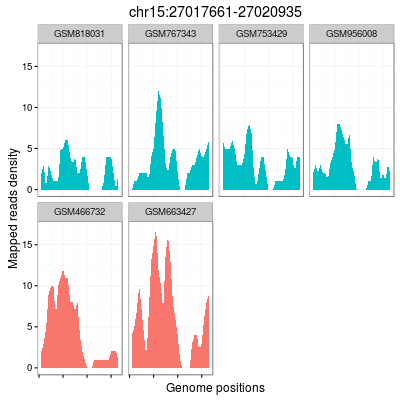 chr15:27017661-27020935
GSM818031 GSM767343 GSM753429 GSM956008
15
10
5
0
Mapped reads density
GSM466732 GSM663427
15
10
5
0
Genome positions